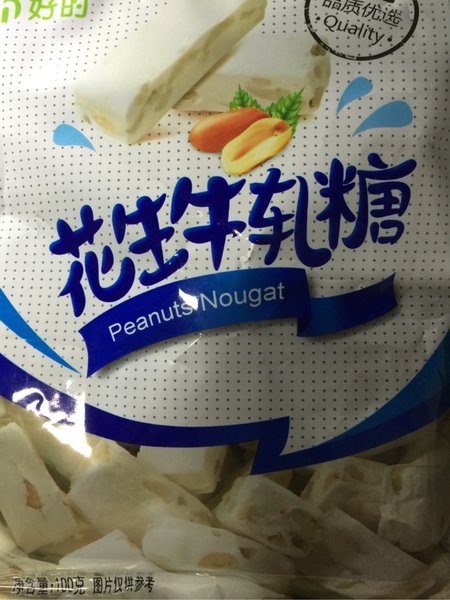 好的
品质优选
Quality
花生牛轧糖
Peanuts Nougat
净含量:100克 图片仅供参考